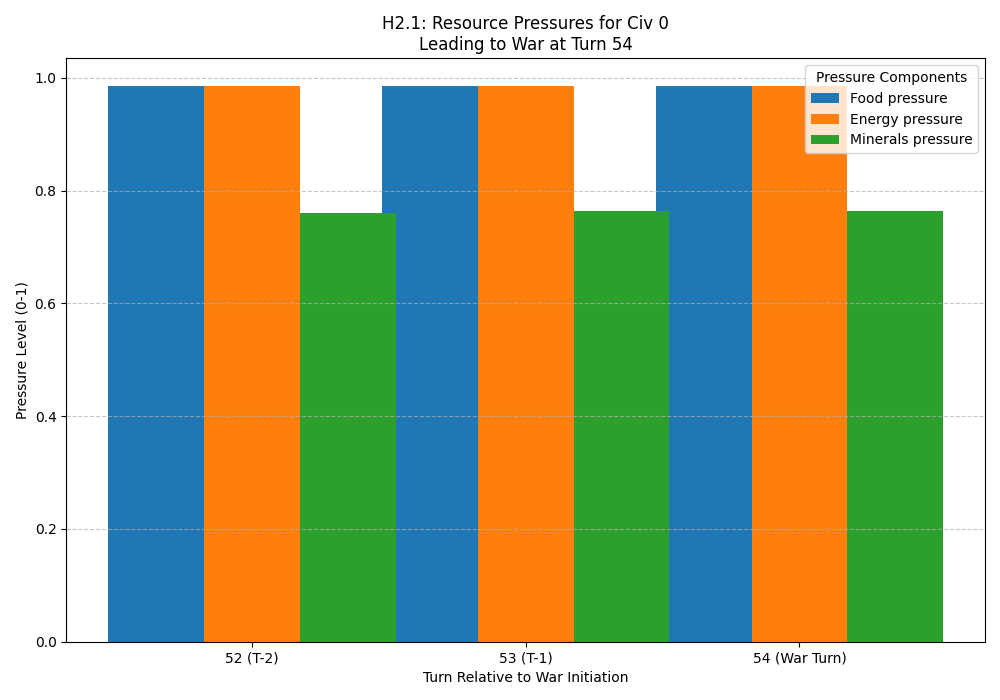 H2.1: Resource Pressures for Civ 0
Leading to War at Turn 54
Pressure Components
Food pressure
Energy pressure
Minerals pressure
Pressure Level (0-1)
1.0
0.8
0.6
0.4
0.2
0.0
52 (T-2)
53 (T-1)
54 (War Turn)
Turn Relative to War Initiation